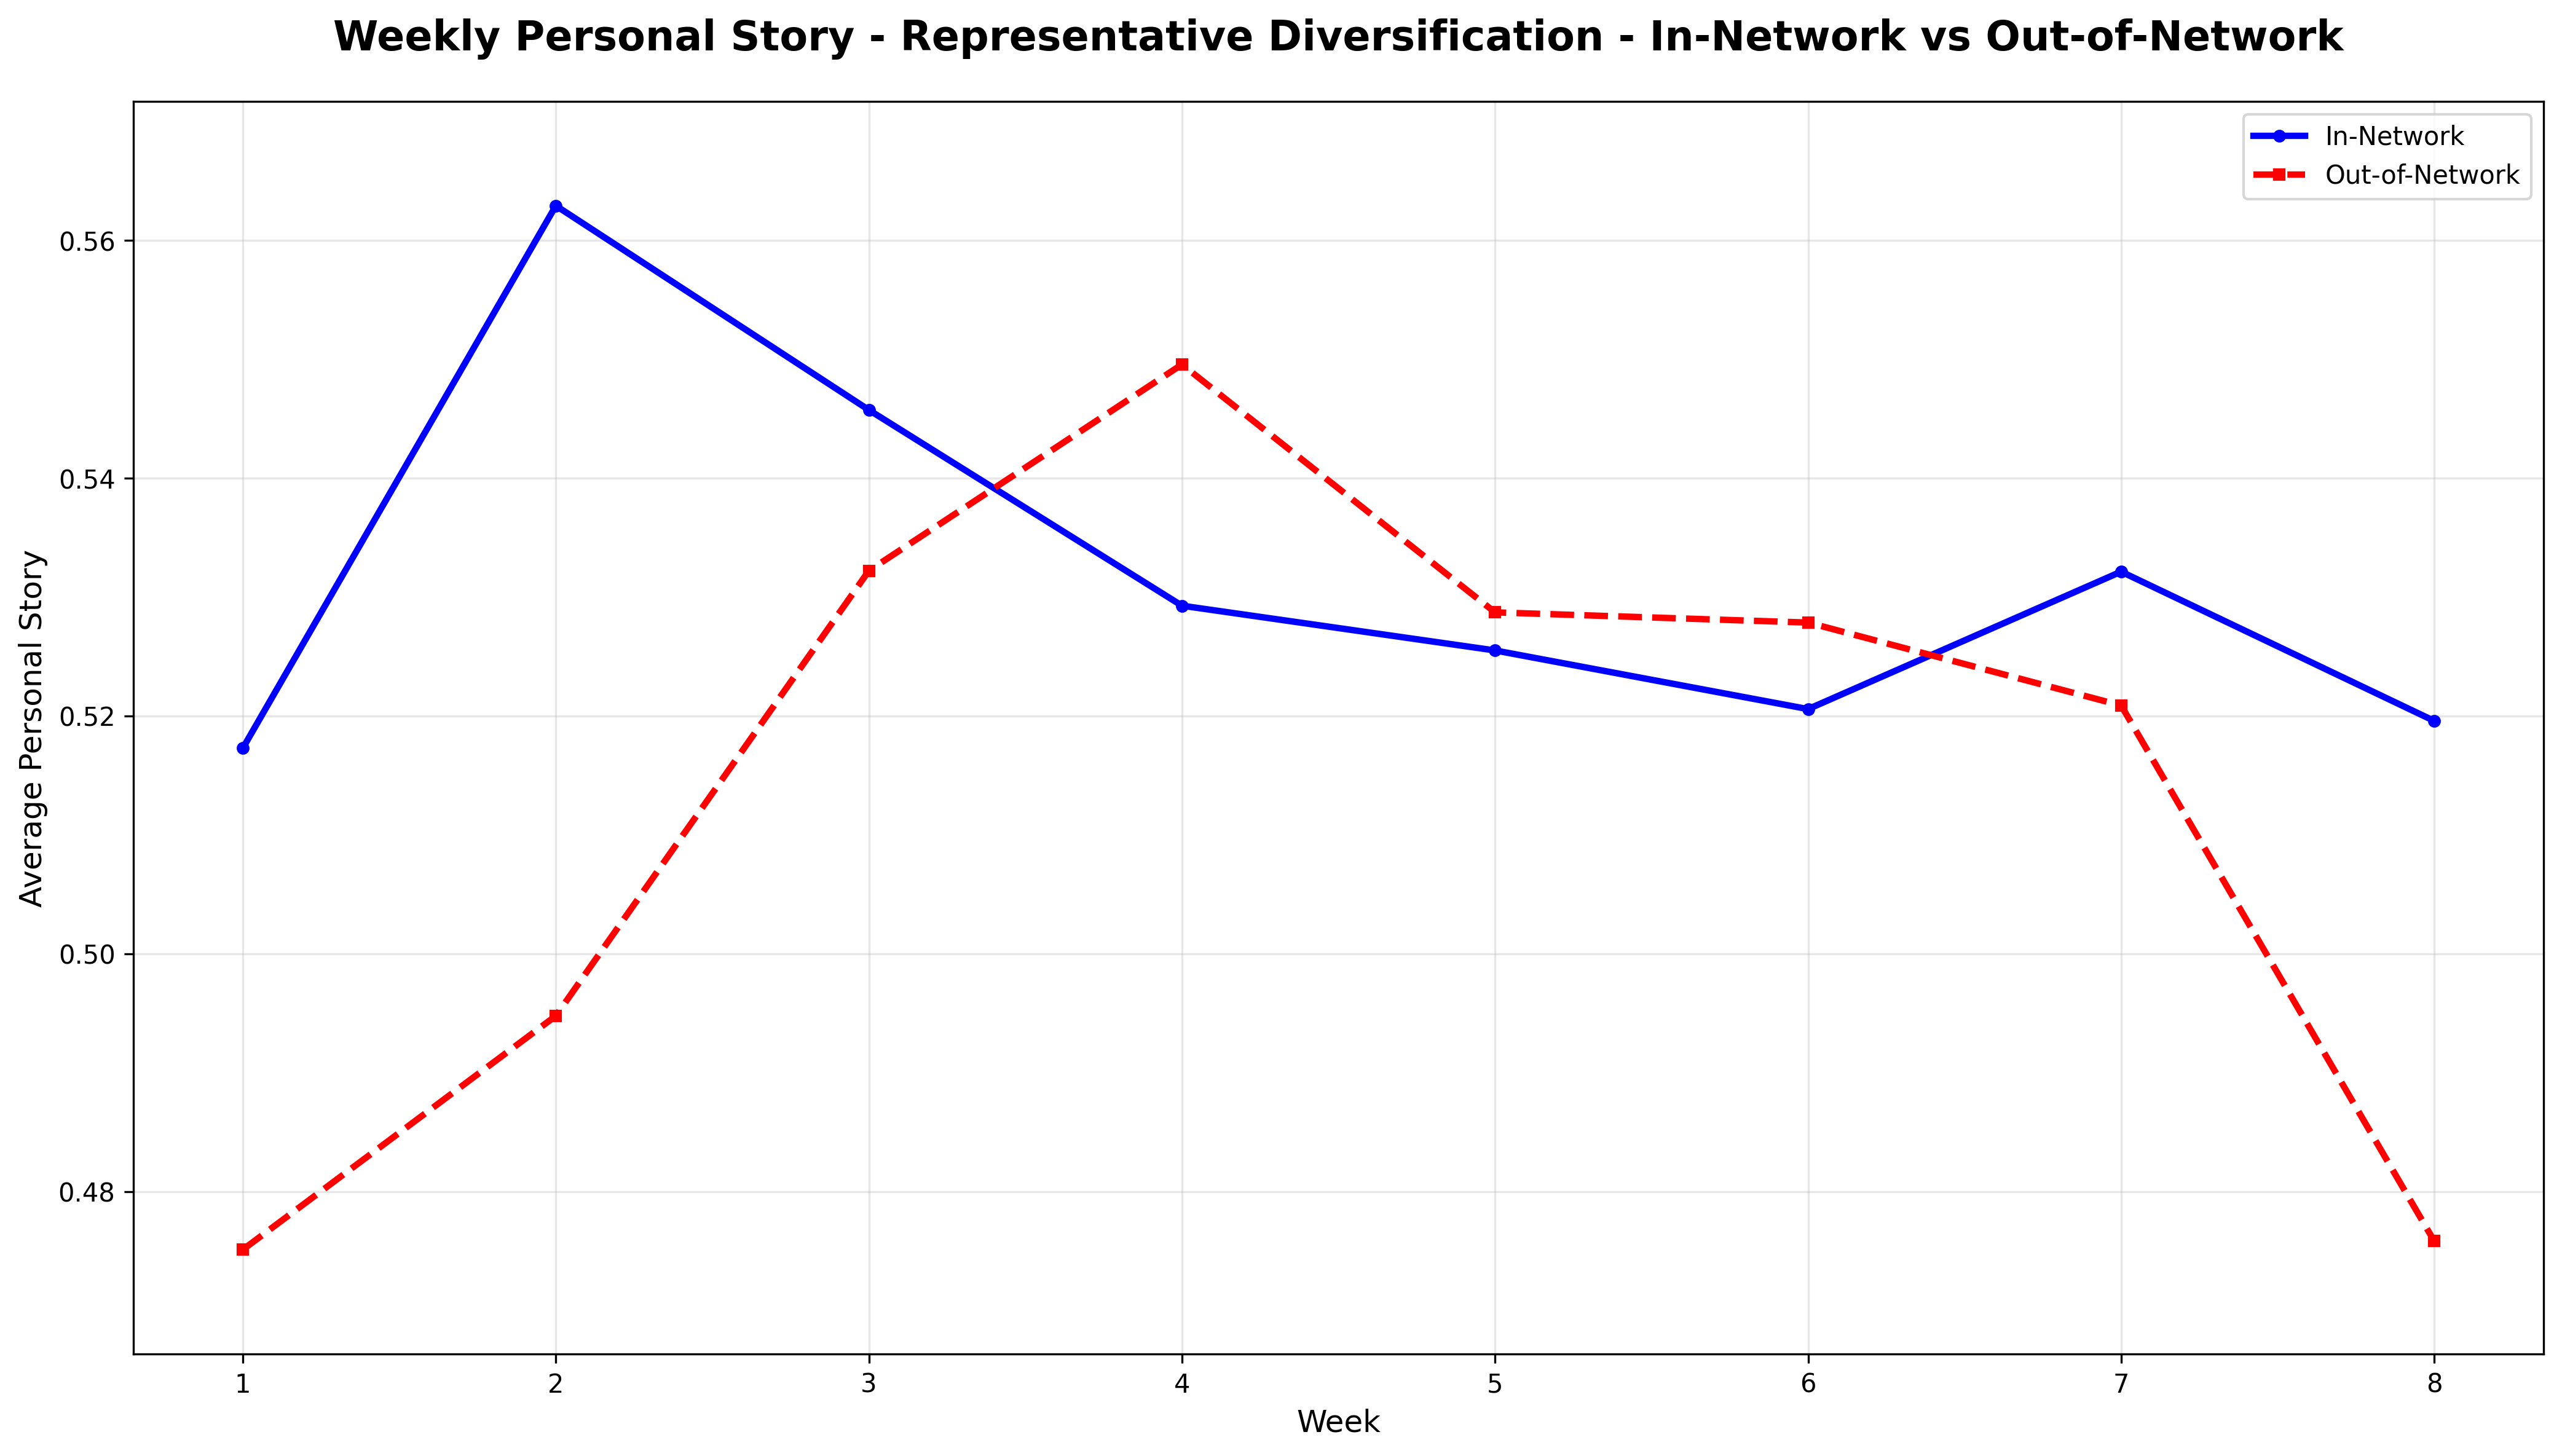 Weekly Personal Story - Representative Diversification - In-Network vs Out-of-Network
In-Network
Out-of-Network
Average Personal Story
0.56
0.54
0.52
0.50
0.48
1 2 3 4 5 6 7 8
Week